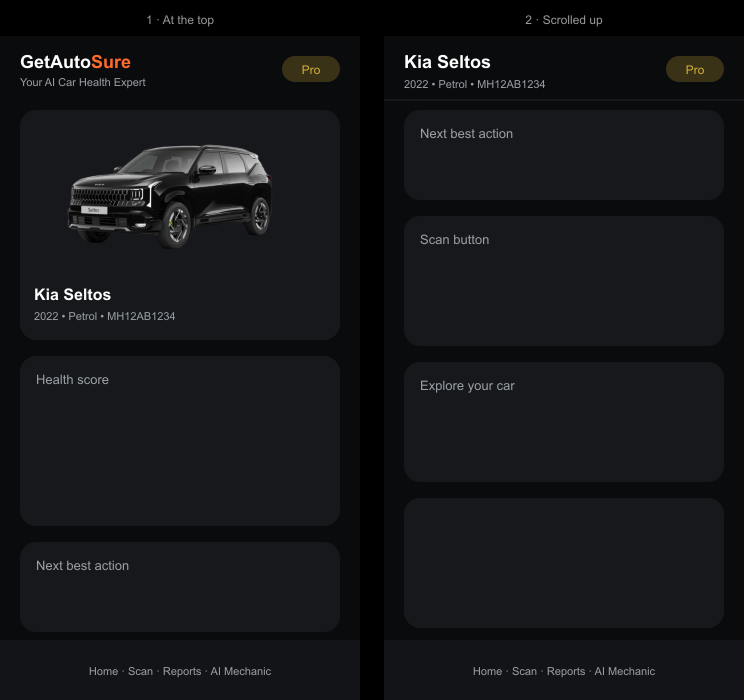 1 · At the top
GetAutoSure
Your AI Car Health Expert
Pro
Seltos
Kia Seltos
2022 • Petrol • MH12AB1234
Health score
Next best action
Home · Scan · Reports · AI Mechanic
2 · Scrolled up
Kia Seltos
2022 • Petrol • MH12AB1234
Pro
Next best action
Scan button
Explore your car
Home · Scan · Reports · AI Mechanic